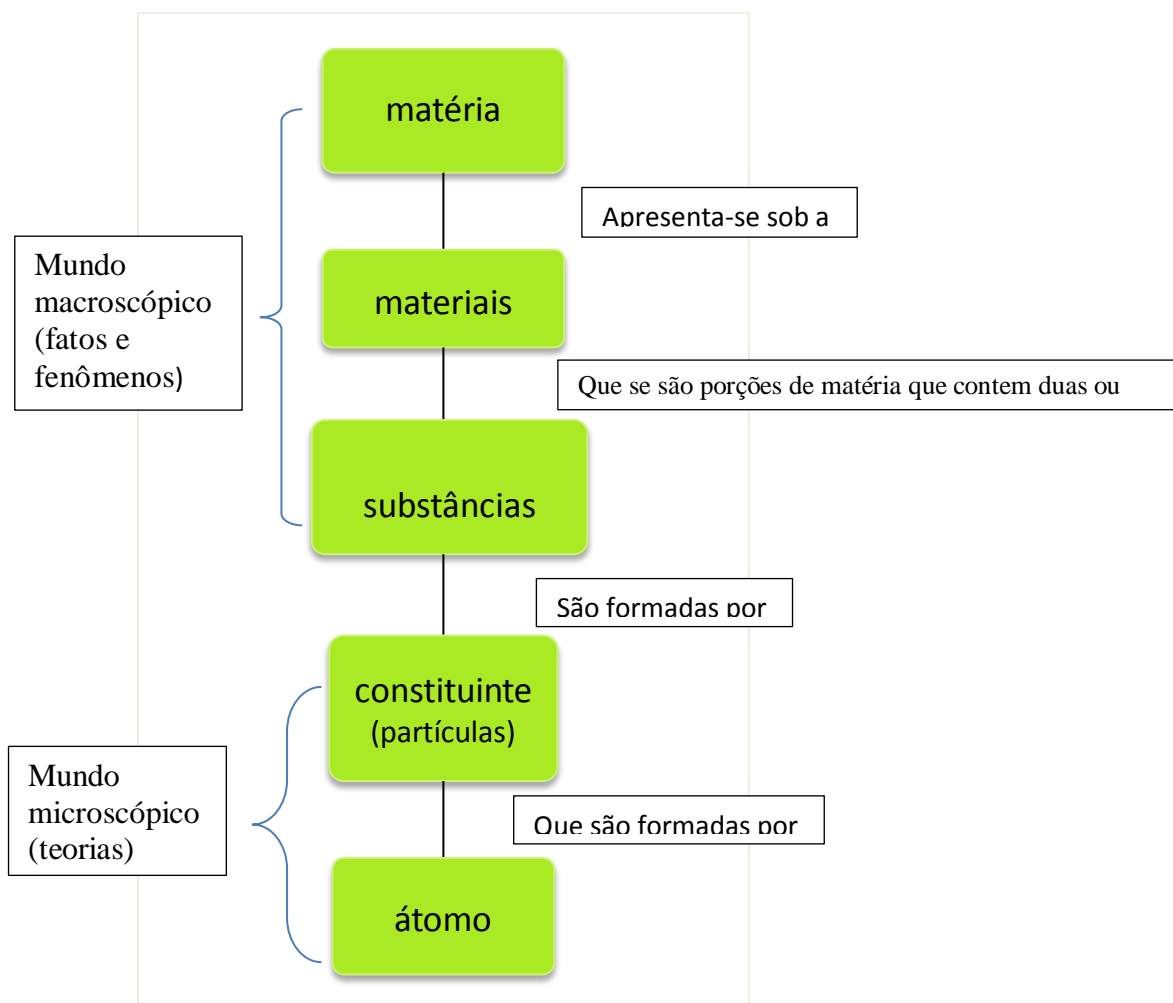 matéria
Apresenta-se sob a
Mundo
macroscópico
(fatos e
fenômenos)
materiais
Que se são porções de matéria que contem duas ou
substâncias
São formadas por
constituinte
(partículas)
Mundo
microscópico
(teorias)
Que são formadas por
átomo